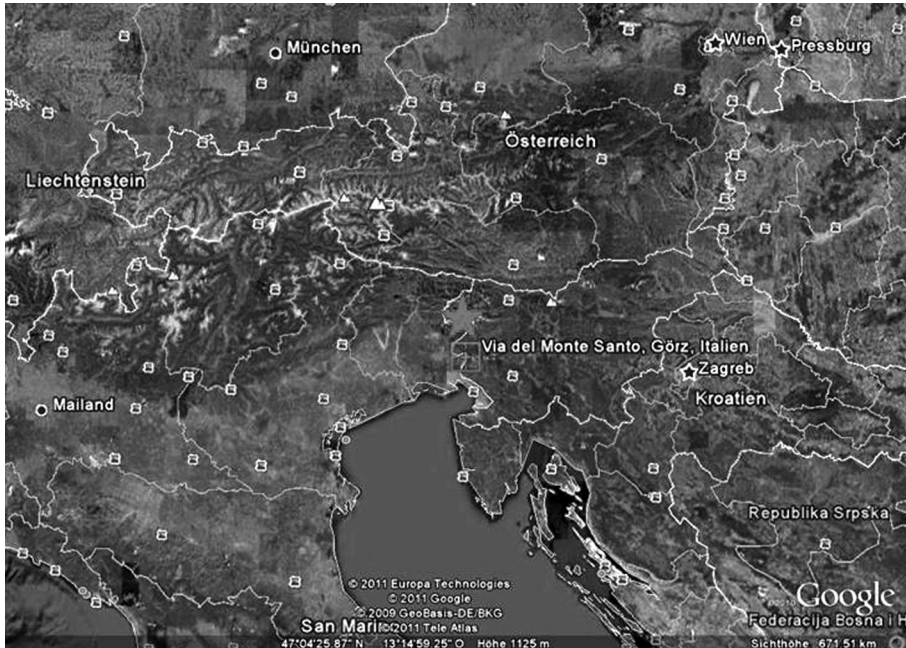 München
Wien
Pressburg
Österreich
Liechtenstein
Via del Monte Santo, Görz, Italien
Zagreb
Mailand
Kroatien
Republika Srpska
© 2011 Europa Technologies
© 2011 Google
© 2009 GeoBasis-DE/BKG
© 2011 Tele Atlas
©2010 Google
San Mari
Federacija Bosna i H
47°04'25.87" N 13°14'59.25" O Höhe 1125 m
Sichthöhe 671.51 km